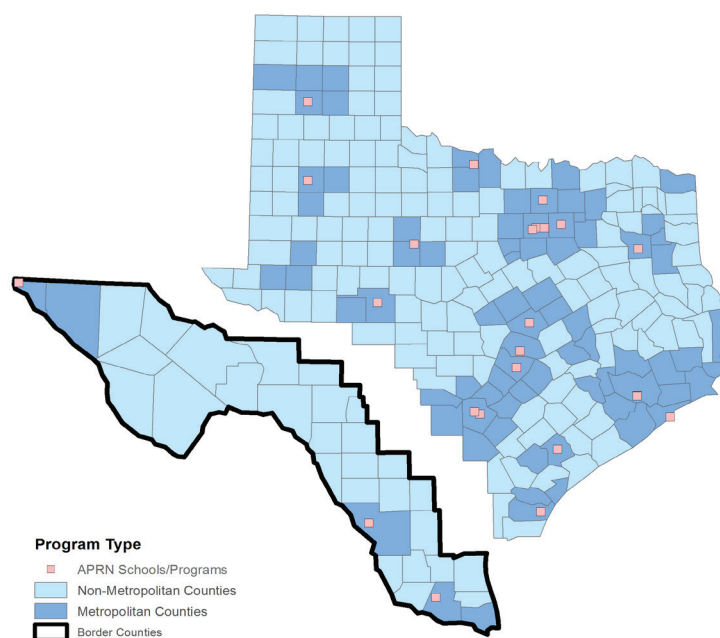 Program Type
APRN Schools/Programs
Non-Metropolitan Counties
Metropolitan Counties
Border Counties